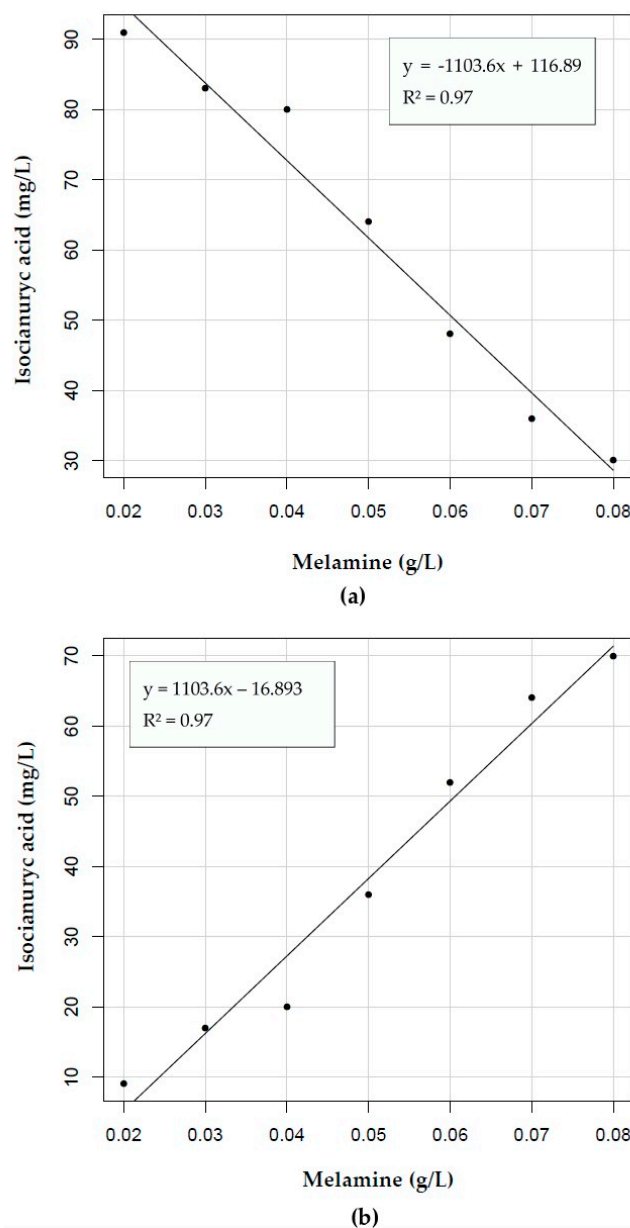 90
80
70
60
50
40
30
Isocianuryc acid (mg/L)
y = -1103.6x + 116.89
R² = 0.97
0.02 0.03 0.04 0.05 0.06 0.07 0.08
Melamine (g/L)
(a)
70
60
50
40
30
20
10
Isocianuryc acid (mg/L)
y = 1103.6x – 16.893
R² = 0.97
0.02 0.03 0.04 0.05 0.06 0.07 0.08
Melamine (g/L)
(b)